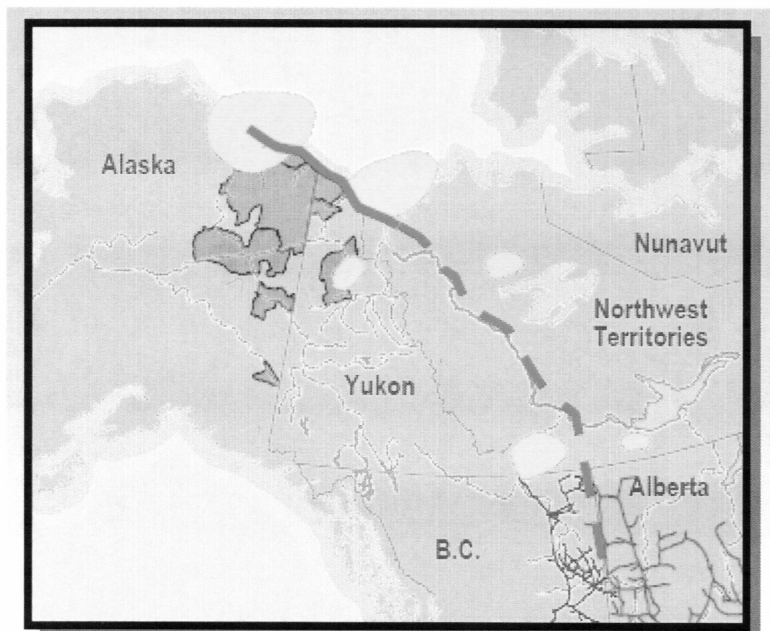 Alaska
Nunavut
Northwest
Territories
Yukon
Alberta
B.C.